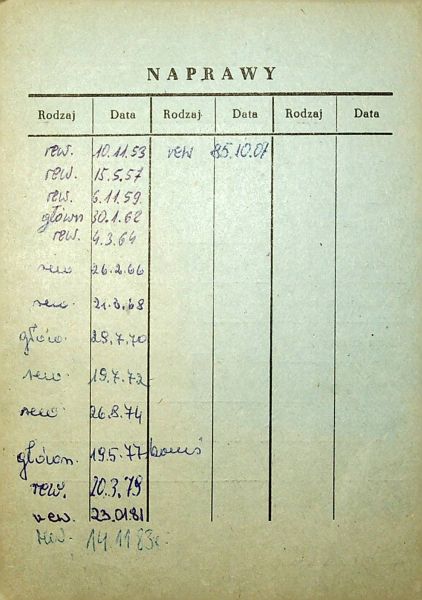 NAPRAWY
Rodzaj Data Rodzaj Data Rodzaj Data
rew. 10.11.53 rew 85.10.07
rew. 15.5.57
rew. 6.11.59
główn 30.1.62
rew. 4.3.64
rew 26.2.66
rew. 21.3.68
główn. 28.7.70
rew. 19.7.72
rew. 26.8.74
główn. 19.5.77
rew. 20.3.79
rew. 23.01.81
rew. 14.11.83r.